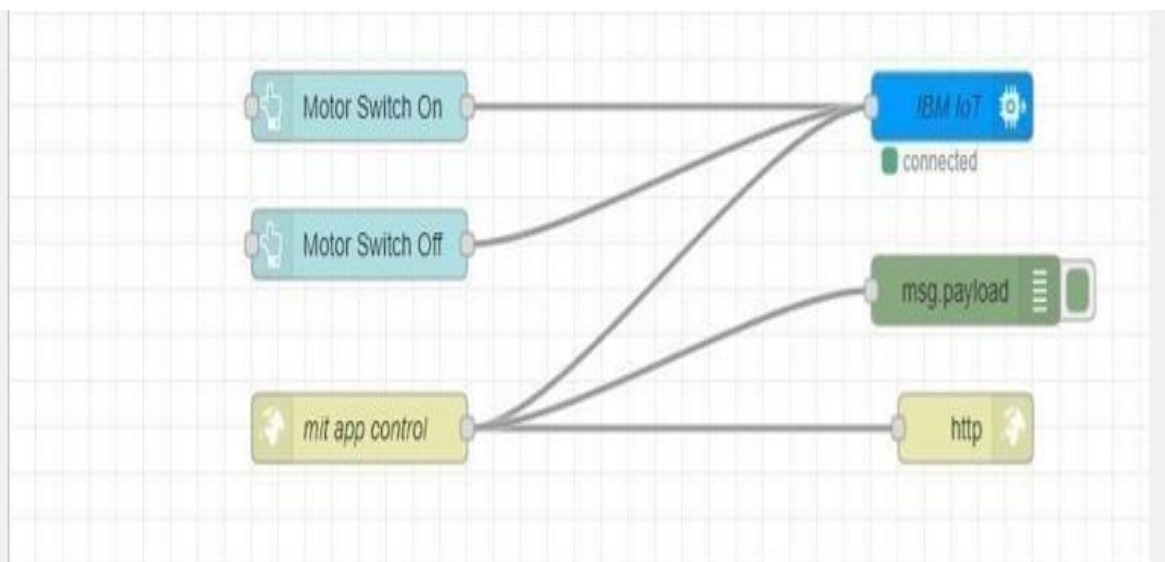 Motor Switch On
IBM IoT
connected
Motor Switch Off
msg.payload
mit app control
http